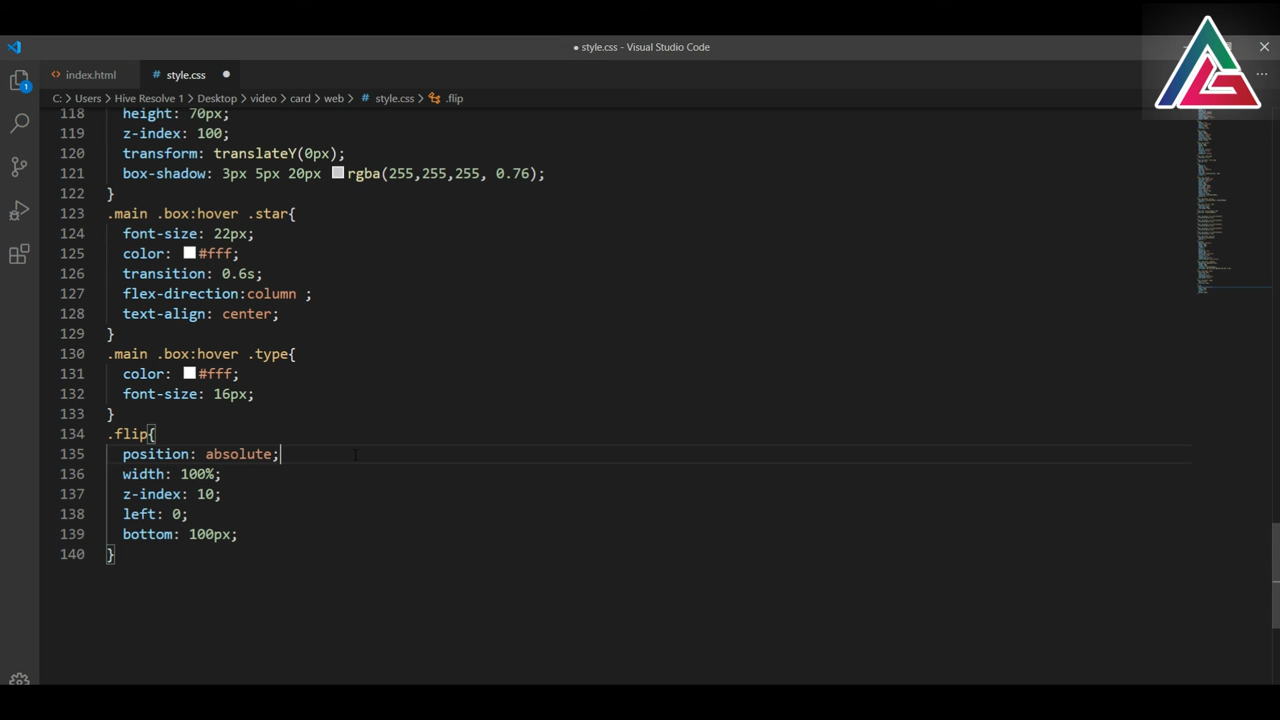 style.css - Visual Studio Code
index.html
# style.css
C: > Users > Hive Resolve 1 > Desktop > video > card > web > # style.css > .flip
118 height: 70px;
119 z-index: 100;
120 transform: translateY(0px);
121 box-shadow: 3px 5px 20px rgba(255,255,255, 0.76);
122 }
123 .main .box:hover .star{
124 font-size: 22px;
125 color: #fff;
126 transition: 0.6s;
127 flex-direction:column ;
128 text-align: center;
129 }
130 .main .box:hover .type{
131 color: #fff;
132 font-size: 16px;
133 }
134 .flip{
135 position: absolute;
136 width: 100%;
137 z-index: 10;
138 left: 0;
139 bottom: 100px;
140 }
1